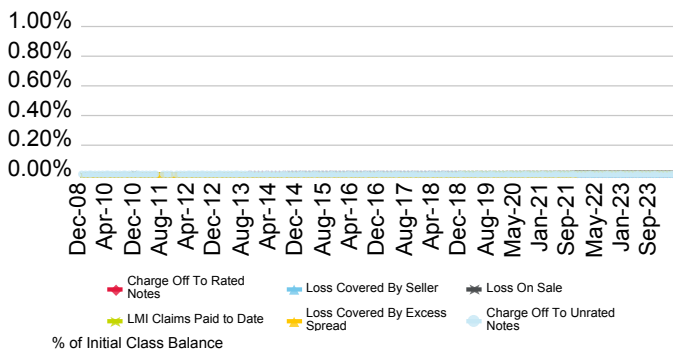 1.00%
0.80%
0.60%
0.40%
0.20%
0.00%
Dec-08
Apr-10
Dec-10
Aug-11
Apr-12
Dec-12
Aug-13
Apr-14
Dec-14
Aug-15
Apr-16
Dec-16
Aug-17
Apr-18
Dec-18
Aug-19
May-20
Jan-21
Sep-21
May-22
Jan-23
Sep-23
Charge Off To Rated
Notes
Loss Covered By Seller
Loss On Sale
LMI Claims Paid to Date
Loss Covered By Excess
Spread
Charge Off To Unrated
Notes
% of Initial Class Balance